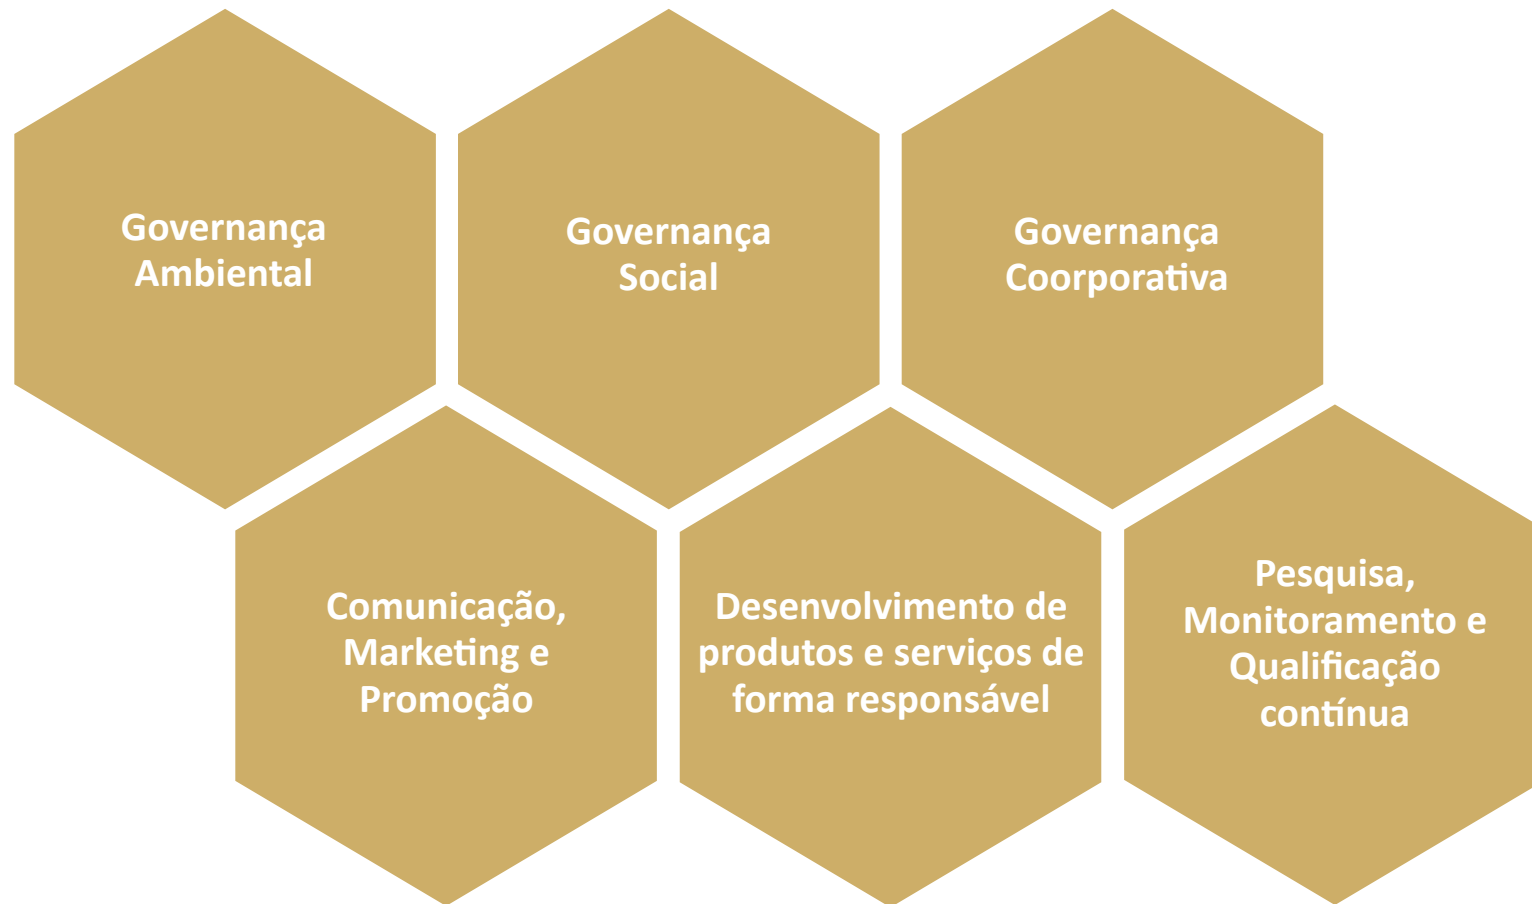 Governança
Ambiental
Governança
Social
Governança
Coorporativa
Comunicação,
Marketing e
Promoção
Desenvolvimento de
produtos e serviços de
forma responsável
Pesquisa,
Monitoramento e
Qualificação
contínua